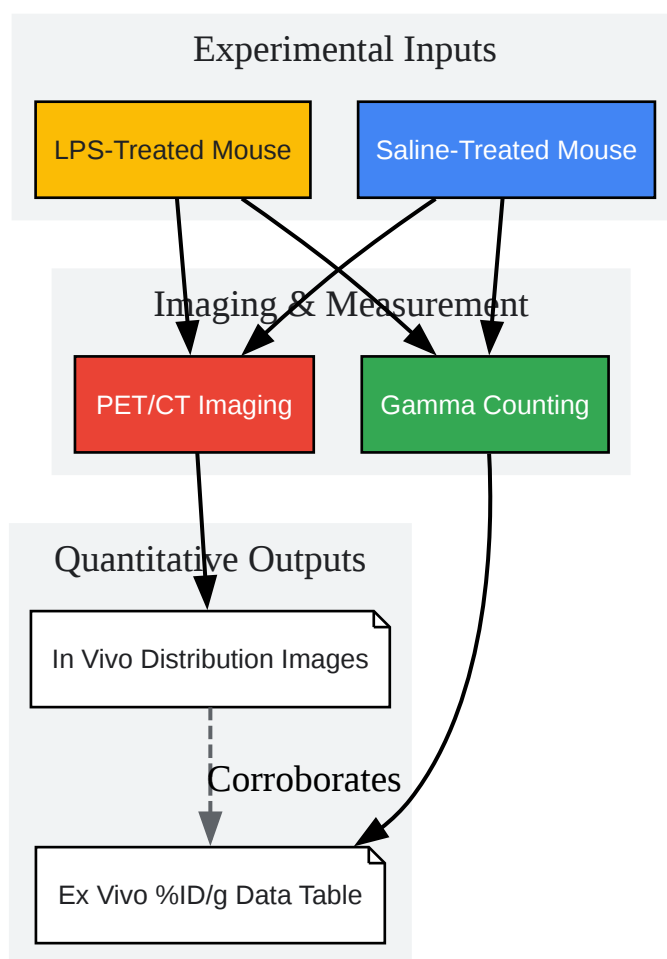 Experimental Inputs
LPS-Treated Mouse
Saline-Treated Mouse
Imaging & Measurement
PET/CT Imaging
Gamma Counting
Quantitative Outputs
In Vivo Distribution Images
Corroborates
Ex Vivo %ID/g Data Table